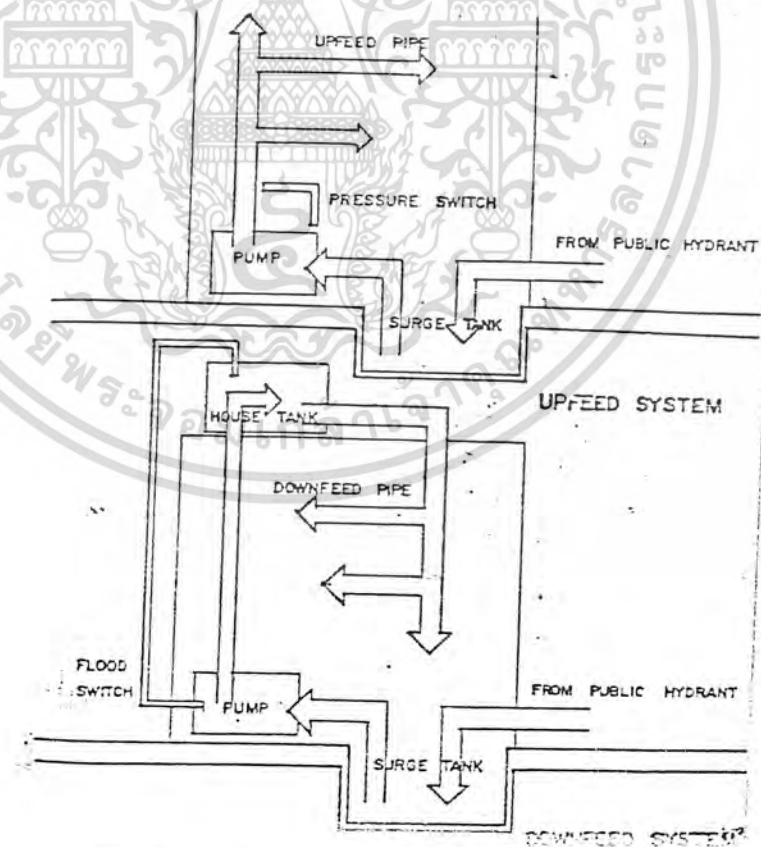 UPFEED PIPE
PRESSURE SWITCH
PUMP
FROM PUBLIC HYDRANT
SURGE TANK
UPFEED SYSTEM
HOUSE TANK
DOWNFEED PIPE
FLOOD
SWITCH
PUMP
FROM PUBLIC HYDRANT
SURGE TANK
DOWNFEED SYSTEM